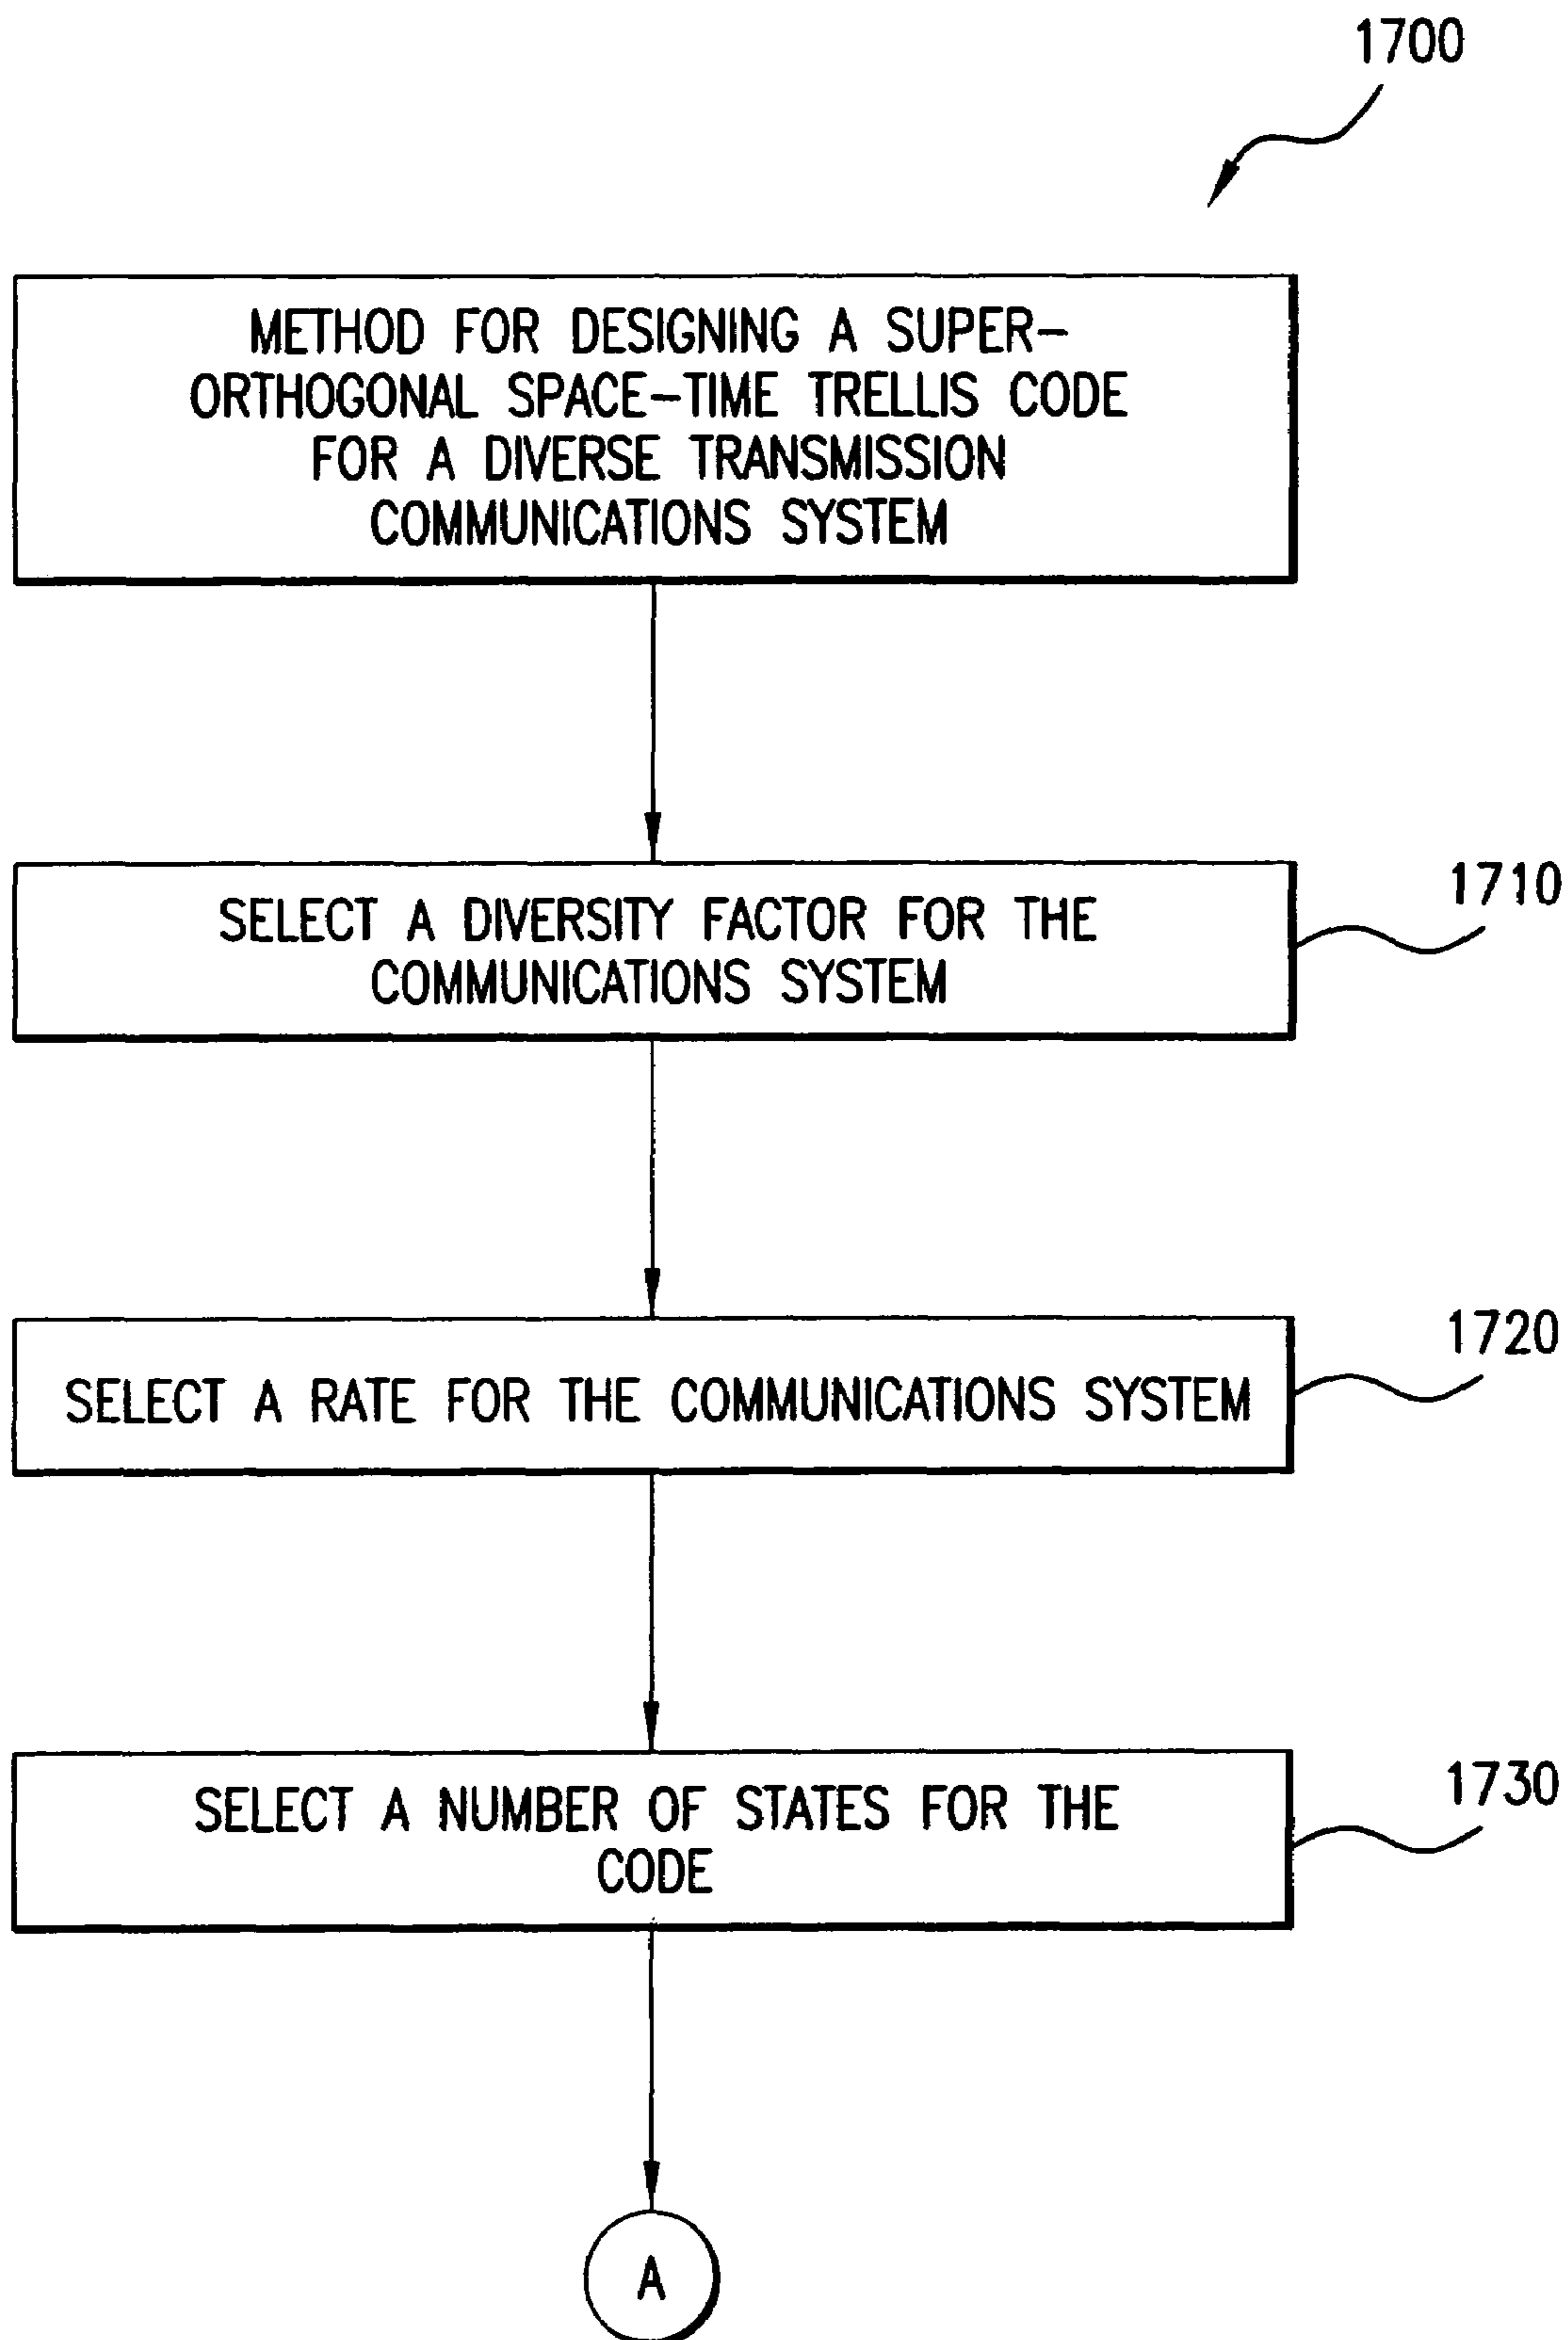 1700
METHOD FOR DESIGNING A SUPER-
ORTHOGONAL SPACE-TIME TRELLIS CODE
FOR A DIVERSE TRANSMISSION
COMMUNICATIONS SYSTEM
1710
SELECT A DIVERSITY FACTOR FOR THE
COMMUNICATIONS SYSTEM
1720
SELECT A RATE FOR THE COMMUNICATIONS SYSTEM
1730
SELECT A NUMBER OF STATES FOR THE
CODE
A